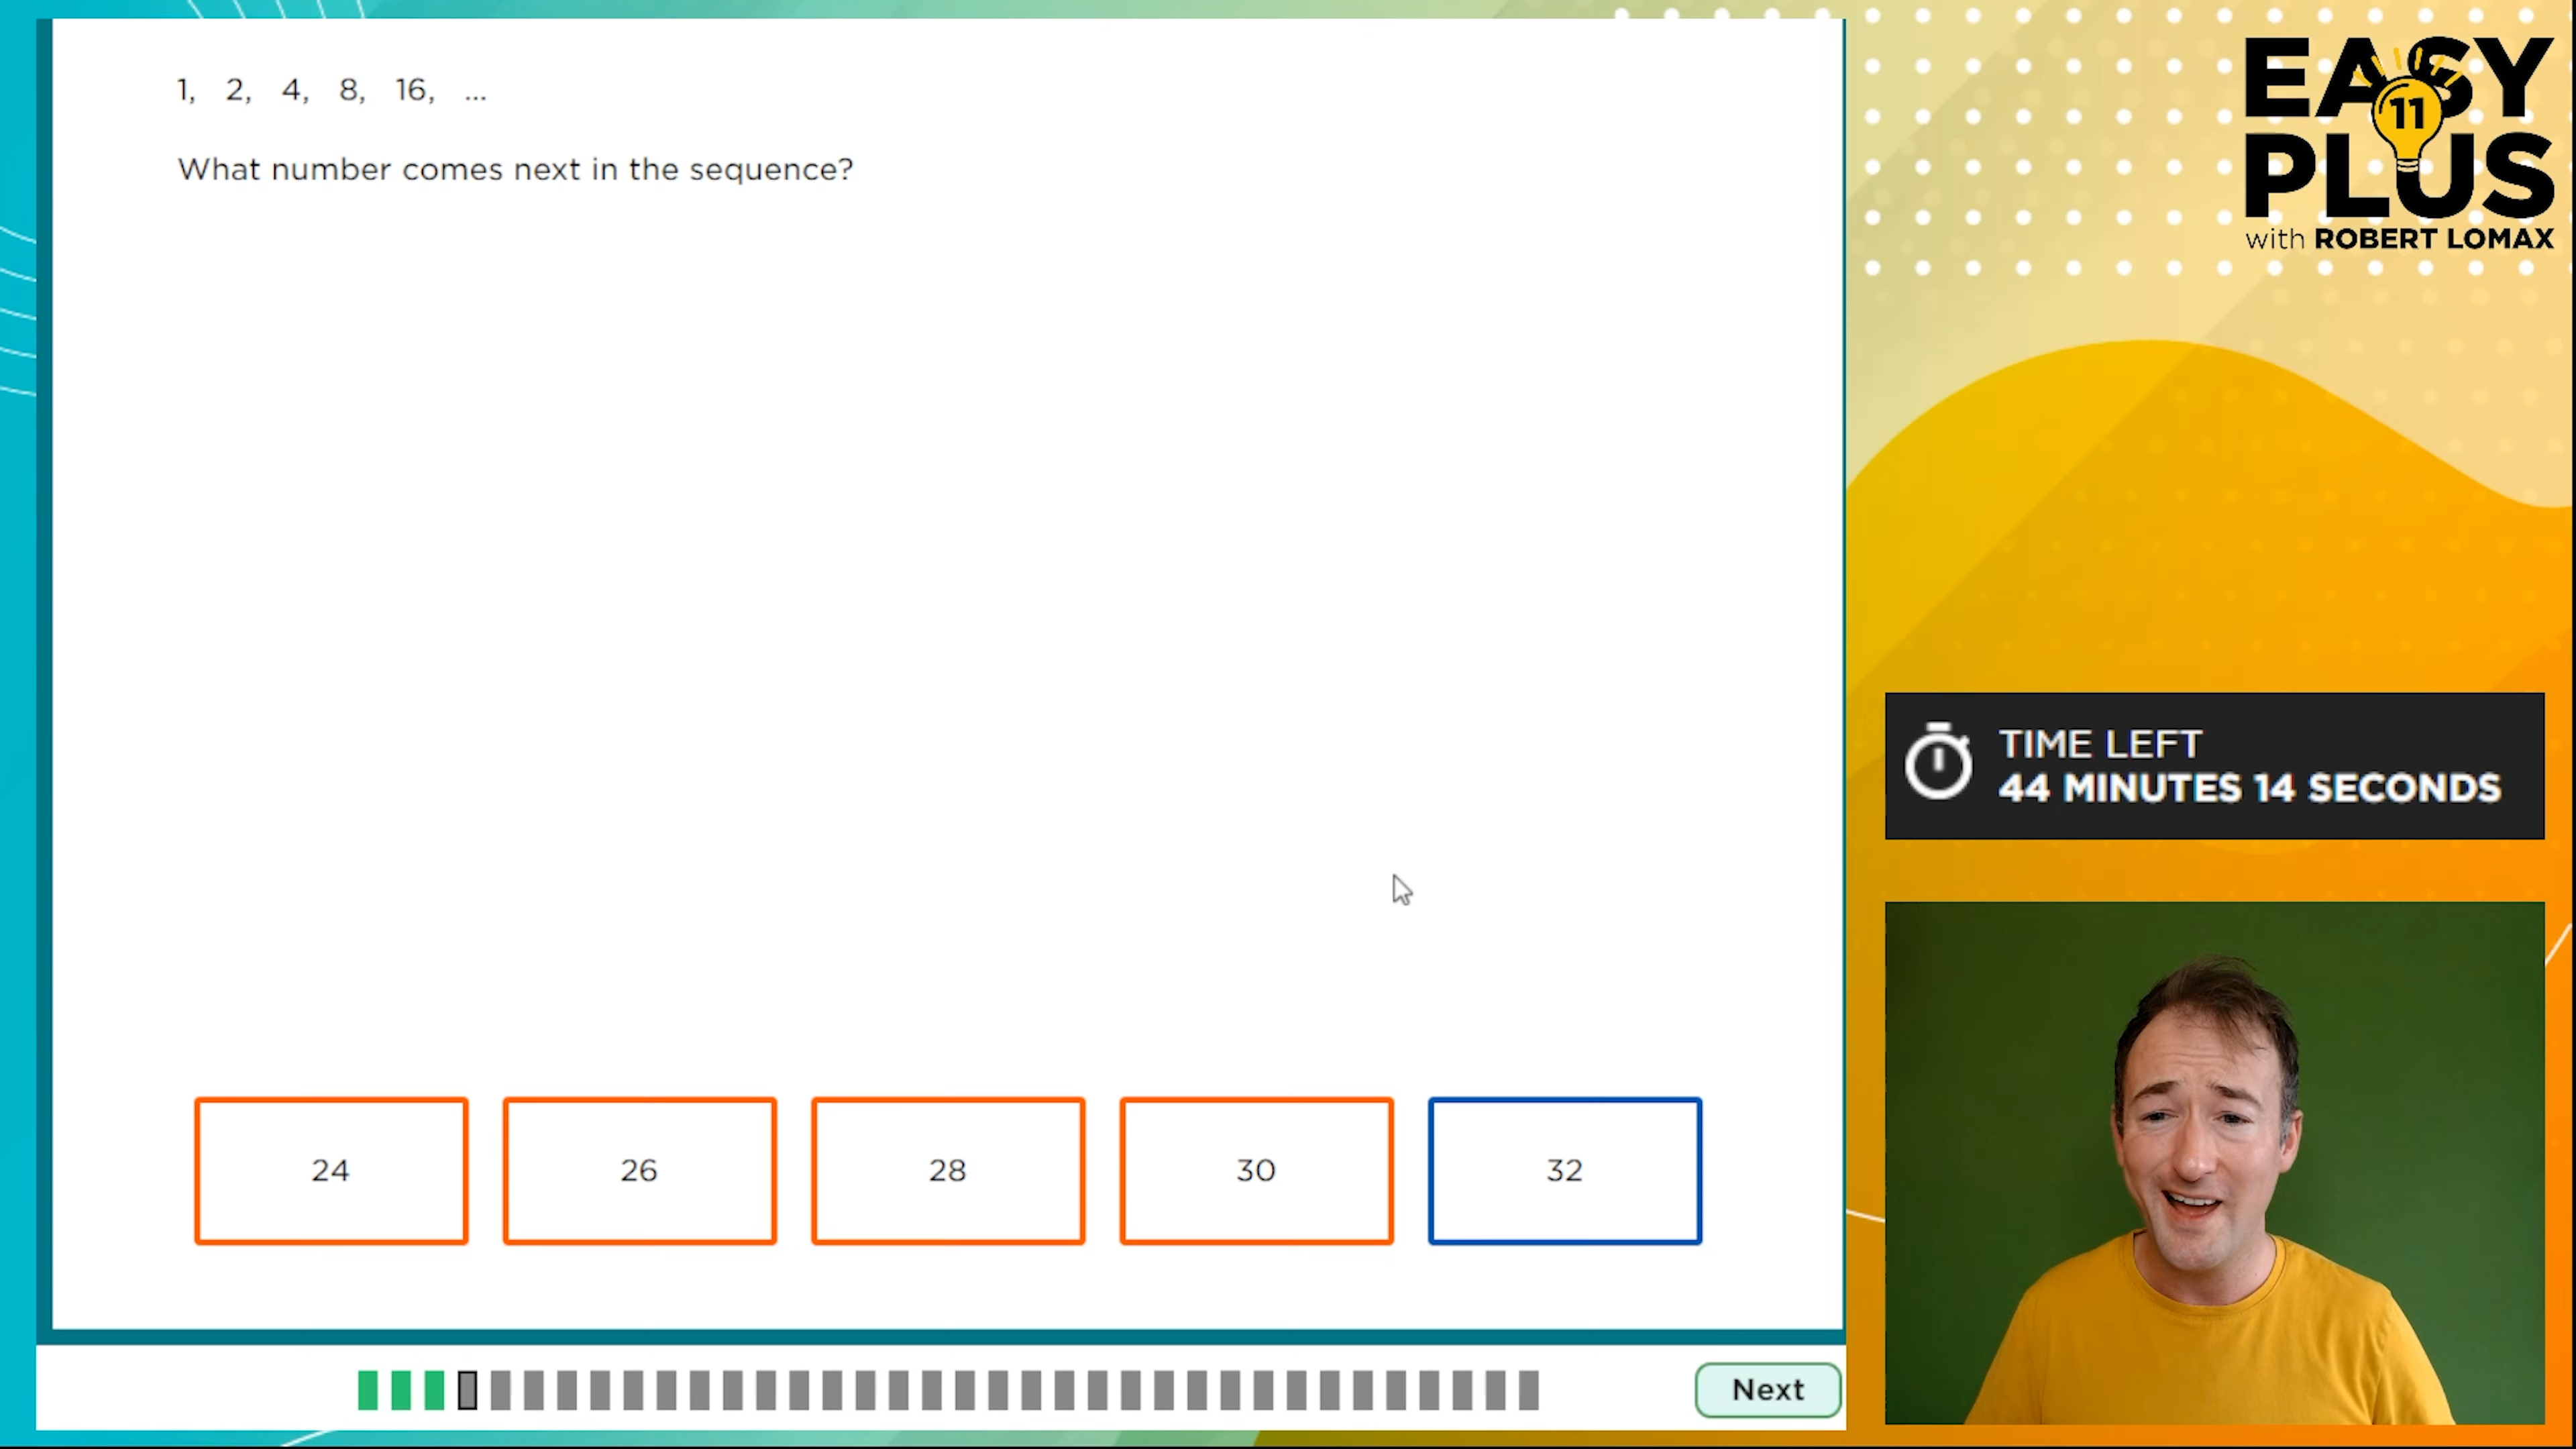 1, 2, 4, 8, 16, ...
What number comes next in the sequence?
24
26
28
30
32
Next
EASY
11
PLUS
with ROBERT LOMAX
TIME LEFT
44 MINUTES 14 SECONDS